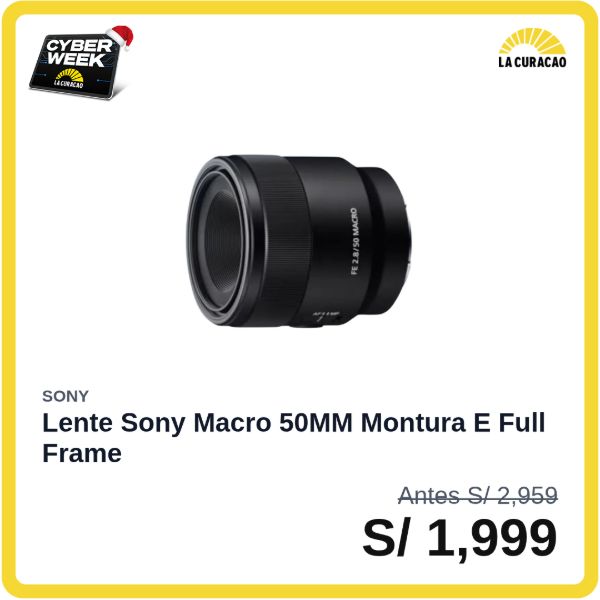 CYBER
WEEK
LA CURACAO
LA CURACAO
FE 2.8/50 MACRO
SONY
Lente Sony Macro 50MM Montura E Full
Frame
Antes S/ 2,959
S/ 1,999